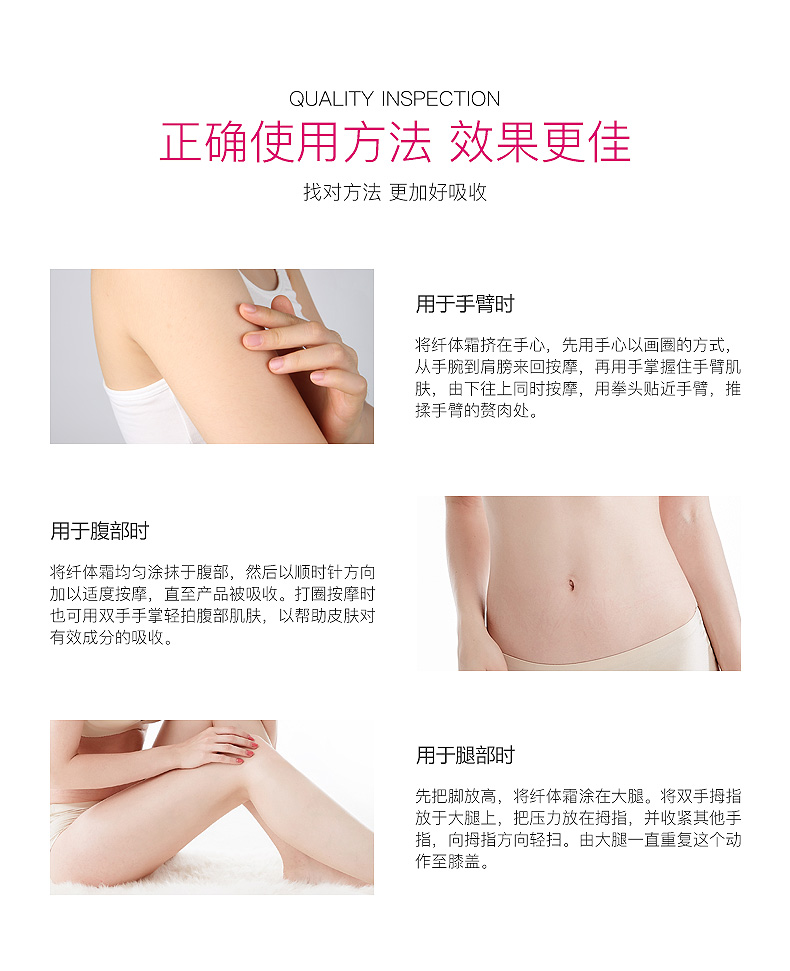 QUALITY INSPECTION
正确使用方法 效果更佳
找对方法 更加好吸收
用于手臂时
将纤体霜挤在手心，先用手心以画圈的方式，
从手腕到肩膀来回按摩，再用手掌握住手臂肌
肤，由下往上同时按摩，用拳头贴近手臂，推
揉手臂的赘肉处。
用于腹部时
将纤体霜均匀涂抹于腹部，然后以顺时针方向
加以适度按摩，直至产品被吸收。打圈按摩时
也可用双手手掌轻拍腹部肌肤，以帮助皮肤对
有效成分的吸收。
用于腿部时
先把脚放高，将纤体霜涂在大腿。将双手拇指
放于大腿上，把压力放在拇指，并收紧其他手
指，向拇指方向轻扫。由大腿一直重复这个动
作至膝盖。